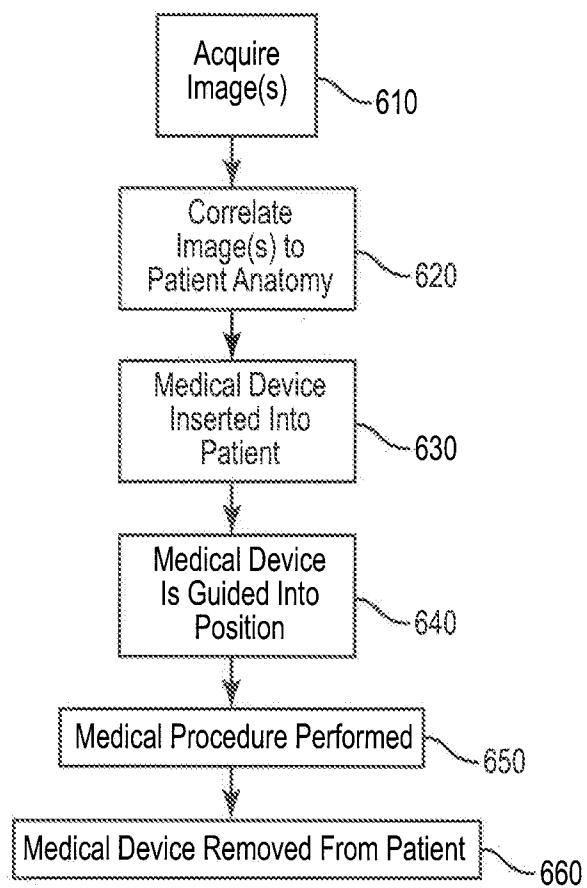 Acquire
Image(s)
610
Correlate
Image(s) to
Patient Anatomy
620
Medical Device
Inserted Into
Patient
630
Medical Device
Is Guided Into
Position
640
Medical Procedure Performed
650
Medical Device Removed From Patient
660